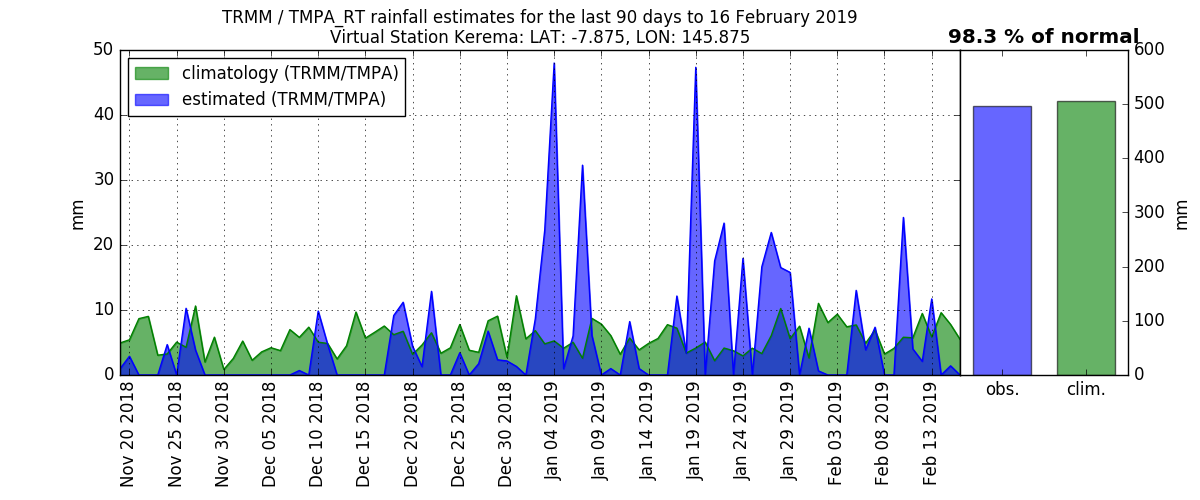 TRMM / TMPA_RT rainfall estimates for the last 90 days to 16 February 2019
Virtual Station Kerema: LAT: -7.875, LON: 145.875
98.3 % of normal
climatology (TRMM/TMPA)
estimated (TRMM/TMPA)
50
40
30
20
10
0
mm
600
500
400
300
200
100
0
mm
Nov 20 2018
Nov 25 2018
Nov 30 2018
Dec 05 2018
Dec 10 2018
Dec 15 2018
Dec 20 2018
Dec 25 2018
Dec 30 2018
Jan 04 2019
Jan 09 2019
Jan 14 2019
Jan 19 2019
Jan 24 2019
Jan 29 2019
Feb 03 2019
Feb 08 2019
Feb 13 2019
obs.
clim.